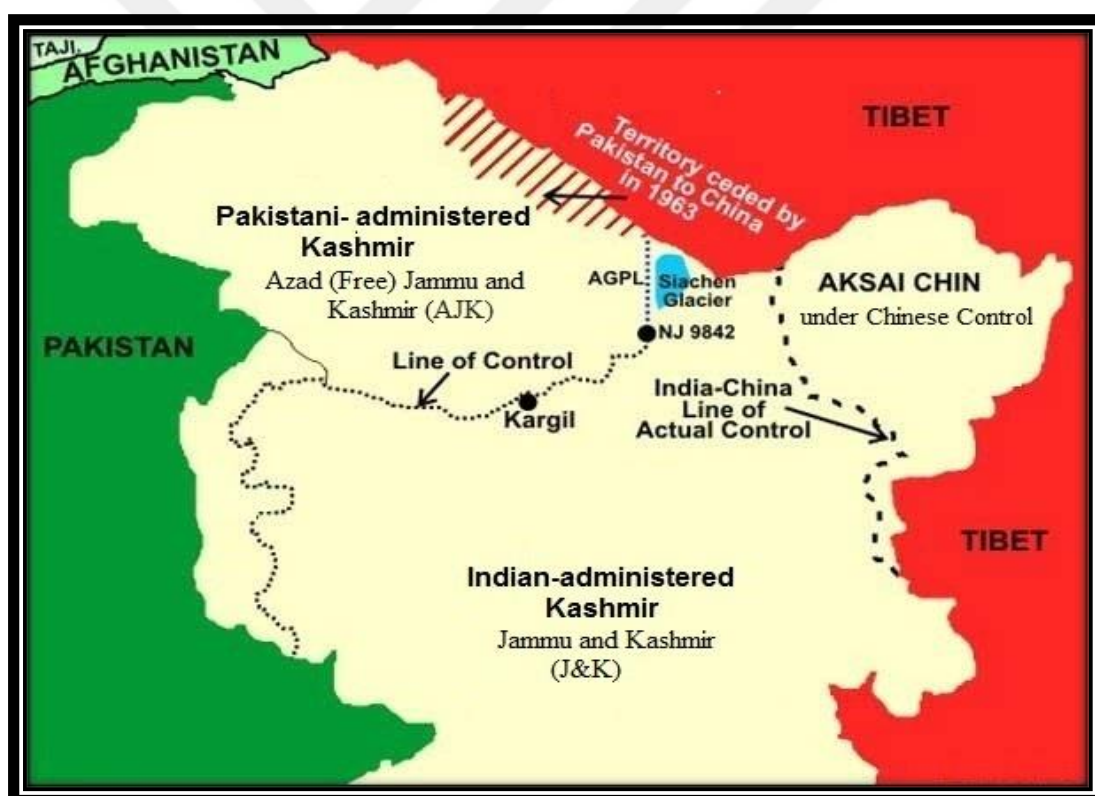 TAJI.
AFGHANISTAN
TIBET
Territory ceded by
Pakistan to China
in 1963
Pakistani- administered
Kashmir
Azad (Free) Jammu and
Kashmir (AJK)
AGPL
Siachen
Glacier
AKSAI CHIN
under Chinese Control
NJ 9842
PAKISTAN
Line of Control
Kargil
India-China
Line of
Actual Control
TIBET
Indian-administered
Kashmir
Jammu and Kashmir
(J&K)